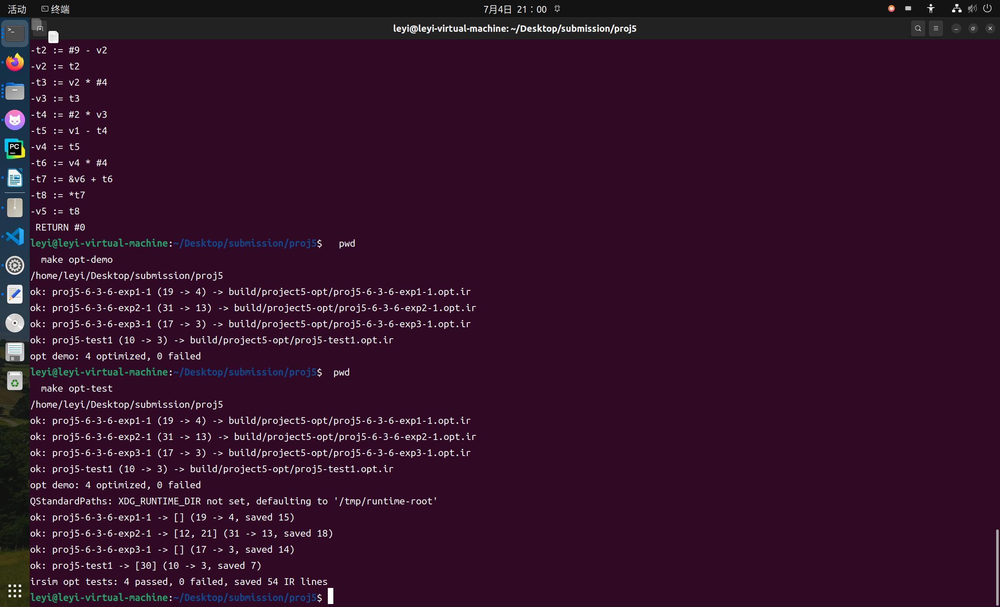 活动 终端 7月4日 21：00
leyi@leyi-virtual-machine: ~/Desktop/submission/proj5
-t2 := #9 - v2
-v2 := t2
-t3 := v2 * #4
-v3 := t3
-t4 := #2 * v3
-t5 := v1 - t4
-v4 := t5
-t6 := v4 * #4
-t7 := &v6 + t6
-t8 := *t7
-v5 := t8
 RETURN #0
leyi@leyi-virtual-machine:~/Desktop/submission/proj5$   pwd
  make opt-demo
/home/leyi/Desktop/submission/proj5
ok: proj5-6-3-6-exp1-1 (19 -> 4) -> build/project5-opt/proj5-6-3-6-exp1-1.opt.ir
ok: proj5-6-3-6-exp2-1 (31 -> 13) -> build/project5-opt/proj5-6-3-6-exp2-1.opt.ir
ok: proj5-6-3-6-exp3-1 (17 -> 3) -> build/project5-opt/proj5-6-3-6-exp3-1.opt.ir
ok: proj5-test1 (10 -> 3) -> build/project5-opt/proj5-test1.opt.ir
opt demo: 4 optimized, 0 failed
leyi@leyi-virtual-machine:~/Desktop/submission/proj5$  pwd
  make opt-test
/home/leyi/Desktop/submission/proj5
ok: proj5-6-3-6-exp1-1 (19 -> 4) -> build/project5-opt/proj5-6-3-6-exp1-1.opt.ir
ok: proj5-6-3-6-exp2-1 (31 -> 13) -> build/project5-opt/proj5-6-3-6-exp2-1.opt.ir
ok: proj5-6-3-6-exp3-1 (17 -> 3) -> build/project5-opt/proj5-6-3-6-exp3-1.opt.ir
ok: proj5-test1 (10 -> 3) -> build/project5-opt/proj5-test1.opt.ir
opt demo: 4 optimized, 0 failed
QStandardPaths: XDG_RUNTIME_DIR not set, defaulting to '/tmp/runtime-root'
ok: proj5-6-3-6-exp1-1 -> [] (19 -> 4, saved 15)
ok: proj5-6-3-6-exp2-1 -> [12, 21] (31 -> 13, saved 18)
ok: proj5-6-3-6-exp3-1 -> [] (17 -> 3, saved 14)
ok: proj5-test1 -> [30] (10 -> 3, saved 7)
irsim opt tests: 4 passed, 0 failed, saved 54 IR lines
leyi@leyi-virtual-machine:~/Desktop/submission/proj5$
PC